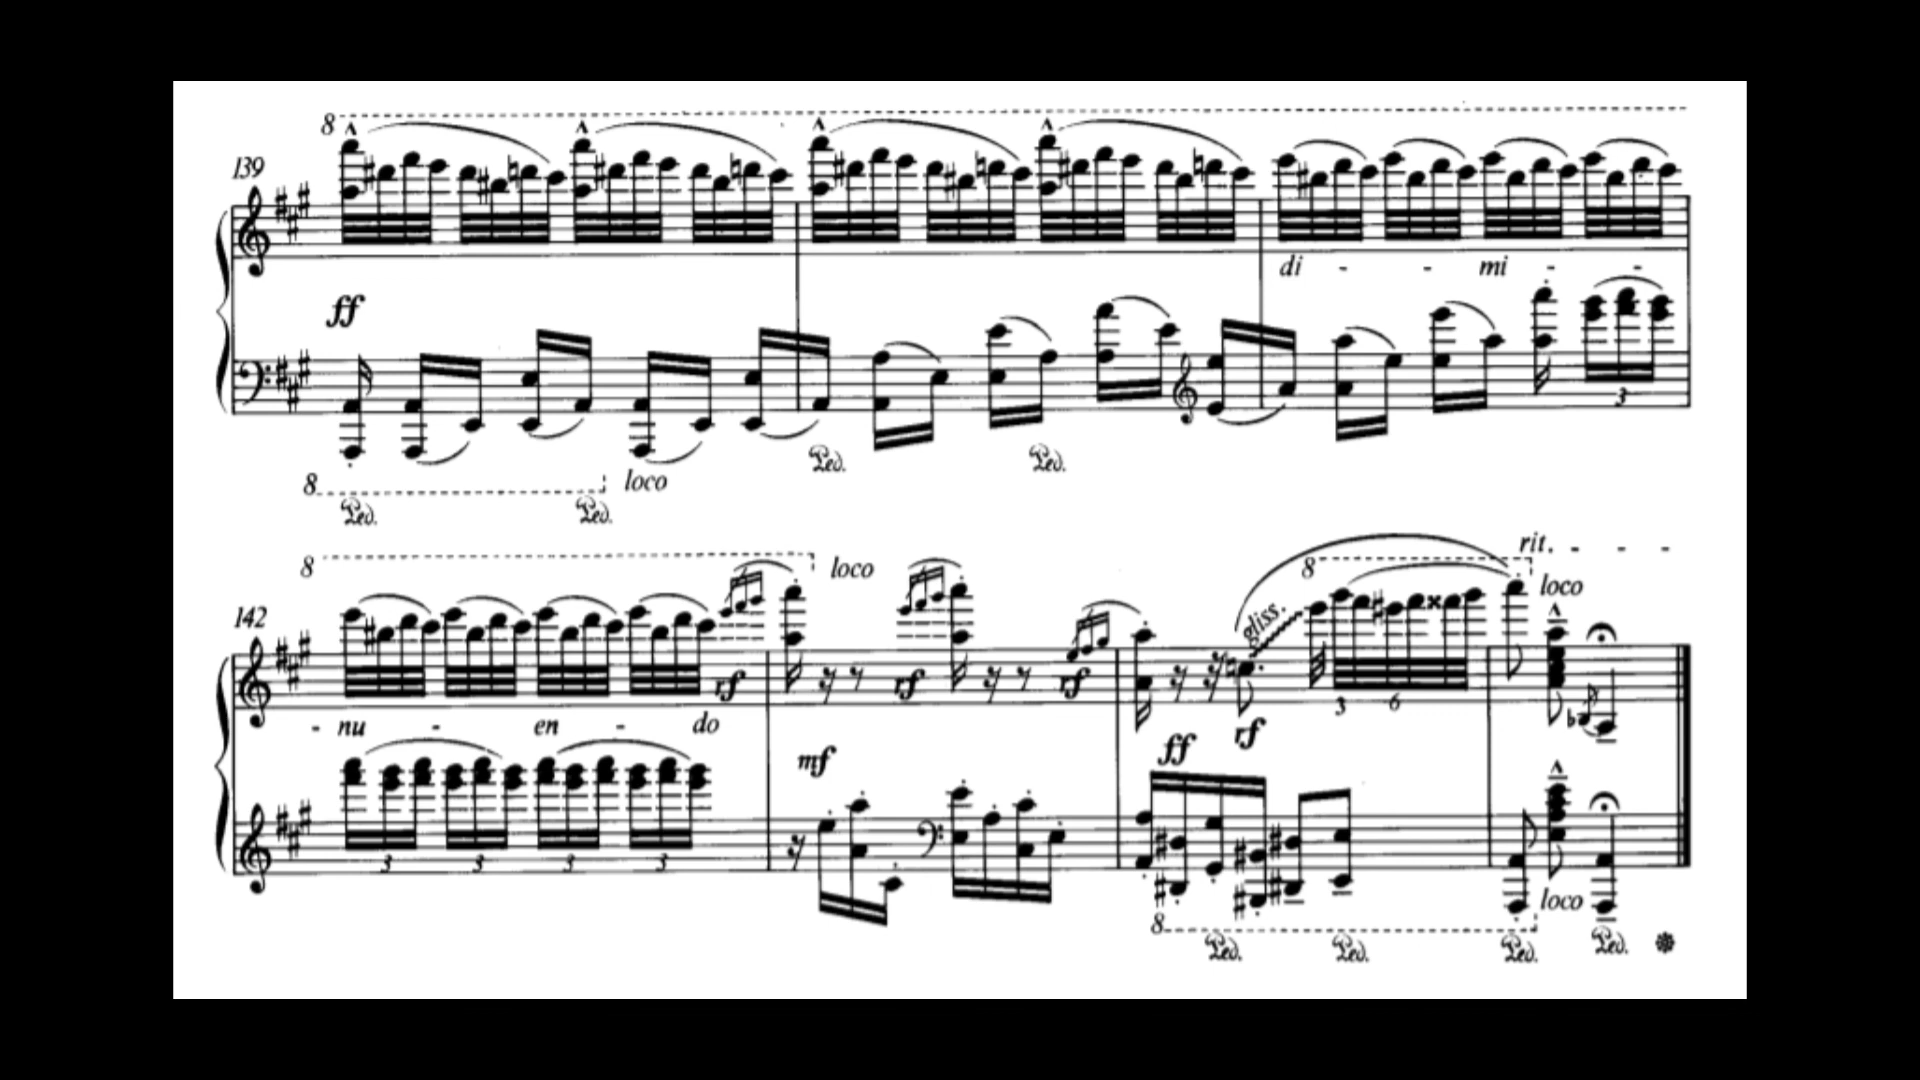 8
139
ff
di - - mi - -
3
8 loco
Ped. Ped. Ped. Ped.
8 loco 8 rit. - - -
loco
142
gliss.
rf rf rf 3 6
- nu - en - do
mf ff rf
3 3 3 3
loco
8
Ped. Ped. Ped. Ped.